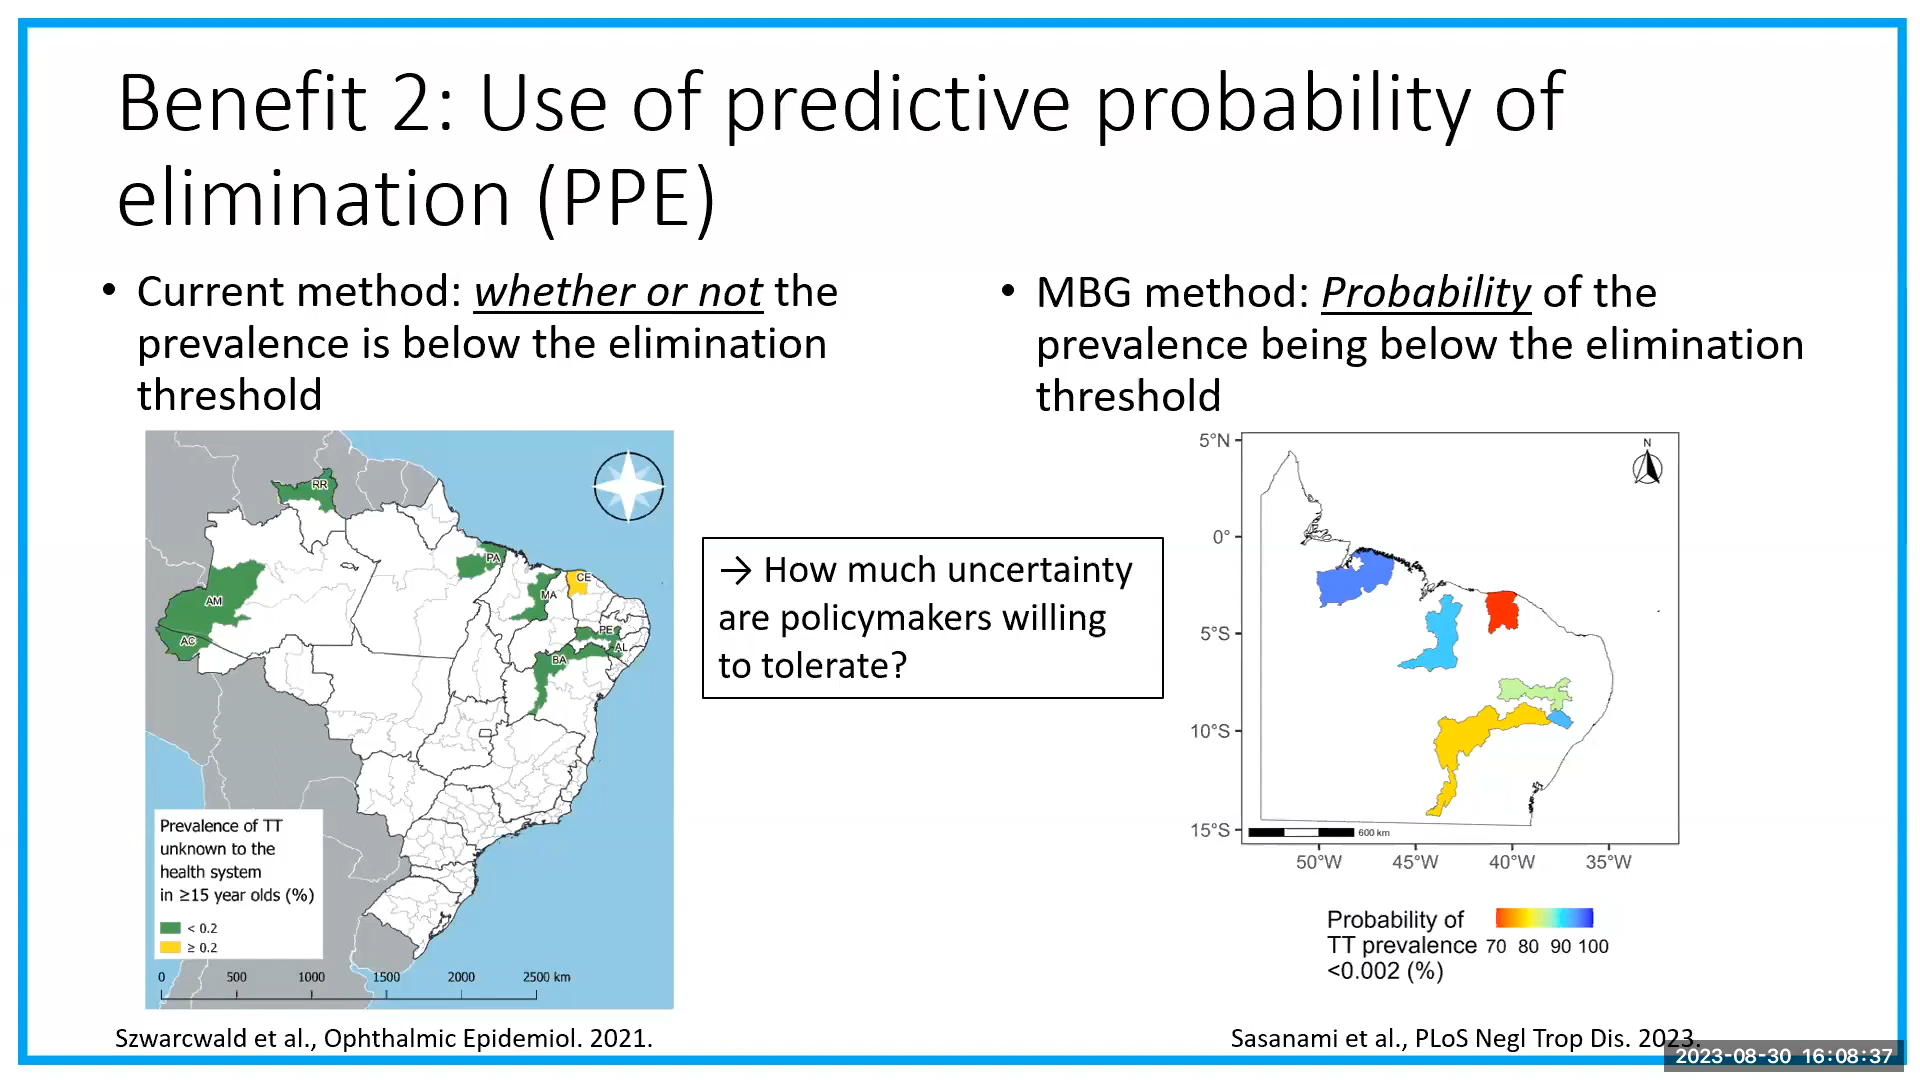 Benefit 2: Use of predictive probability of
elimination (PPE)
• Current method: whether or not the
prevalence is below the elimination
threshold
• MBG method: Probability of the
prevalence being below the elimination
threshold
RR
AM
AC
PA
MA
CE
PE
AL
BA
Prevalence of TT
unknown to the
health system
in ≥15 year olds (%)
< 0.2
≥ 0.2
0 500 1000 1500 2000 2500 km
→ How much uncertainty
are policymakers willing
to tolerate?
N
5°N
0°
5°S
10°S
15°S
600 km
50°W 45°W 40°W 35°W
Probability of
TT prevalence
<0.002 (%)
70 80 90 100
Szwarcwald et al., Ophthalmic Epidemiol. 2021.
Sasanami et al., PLoS Negl Trop Dis. 2023.
2023-08-30 16:08:37